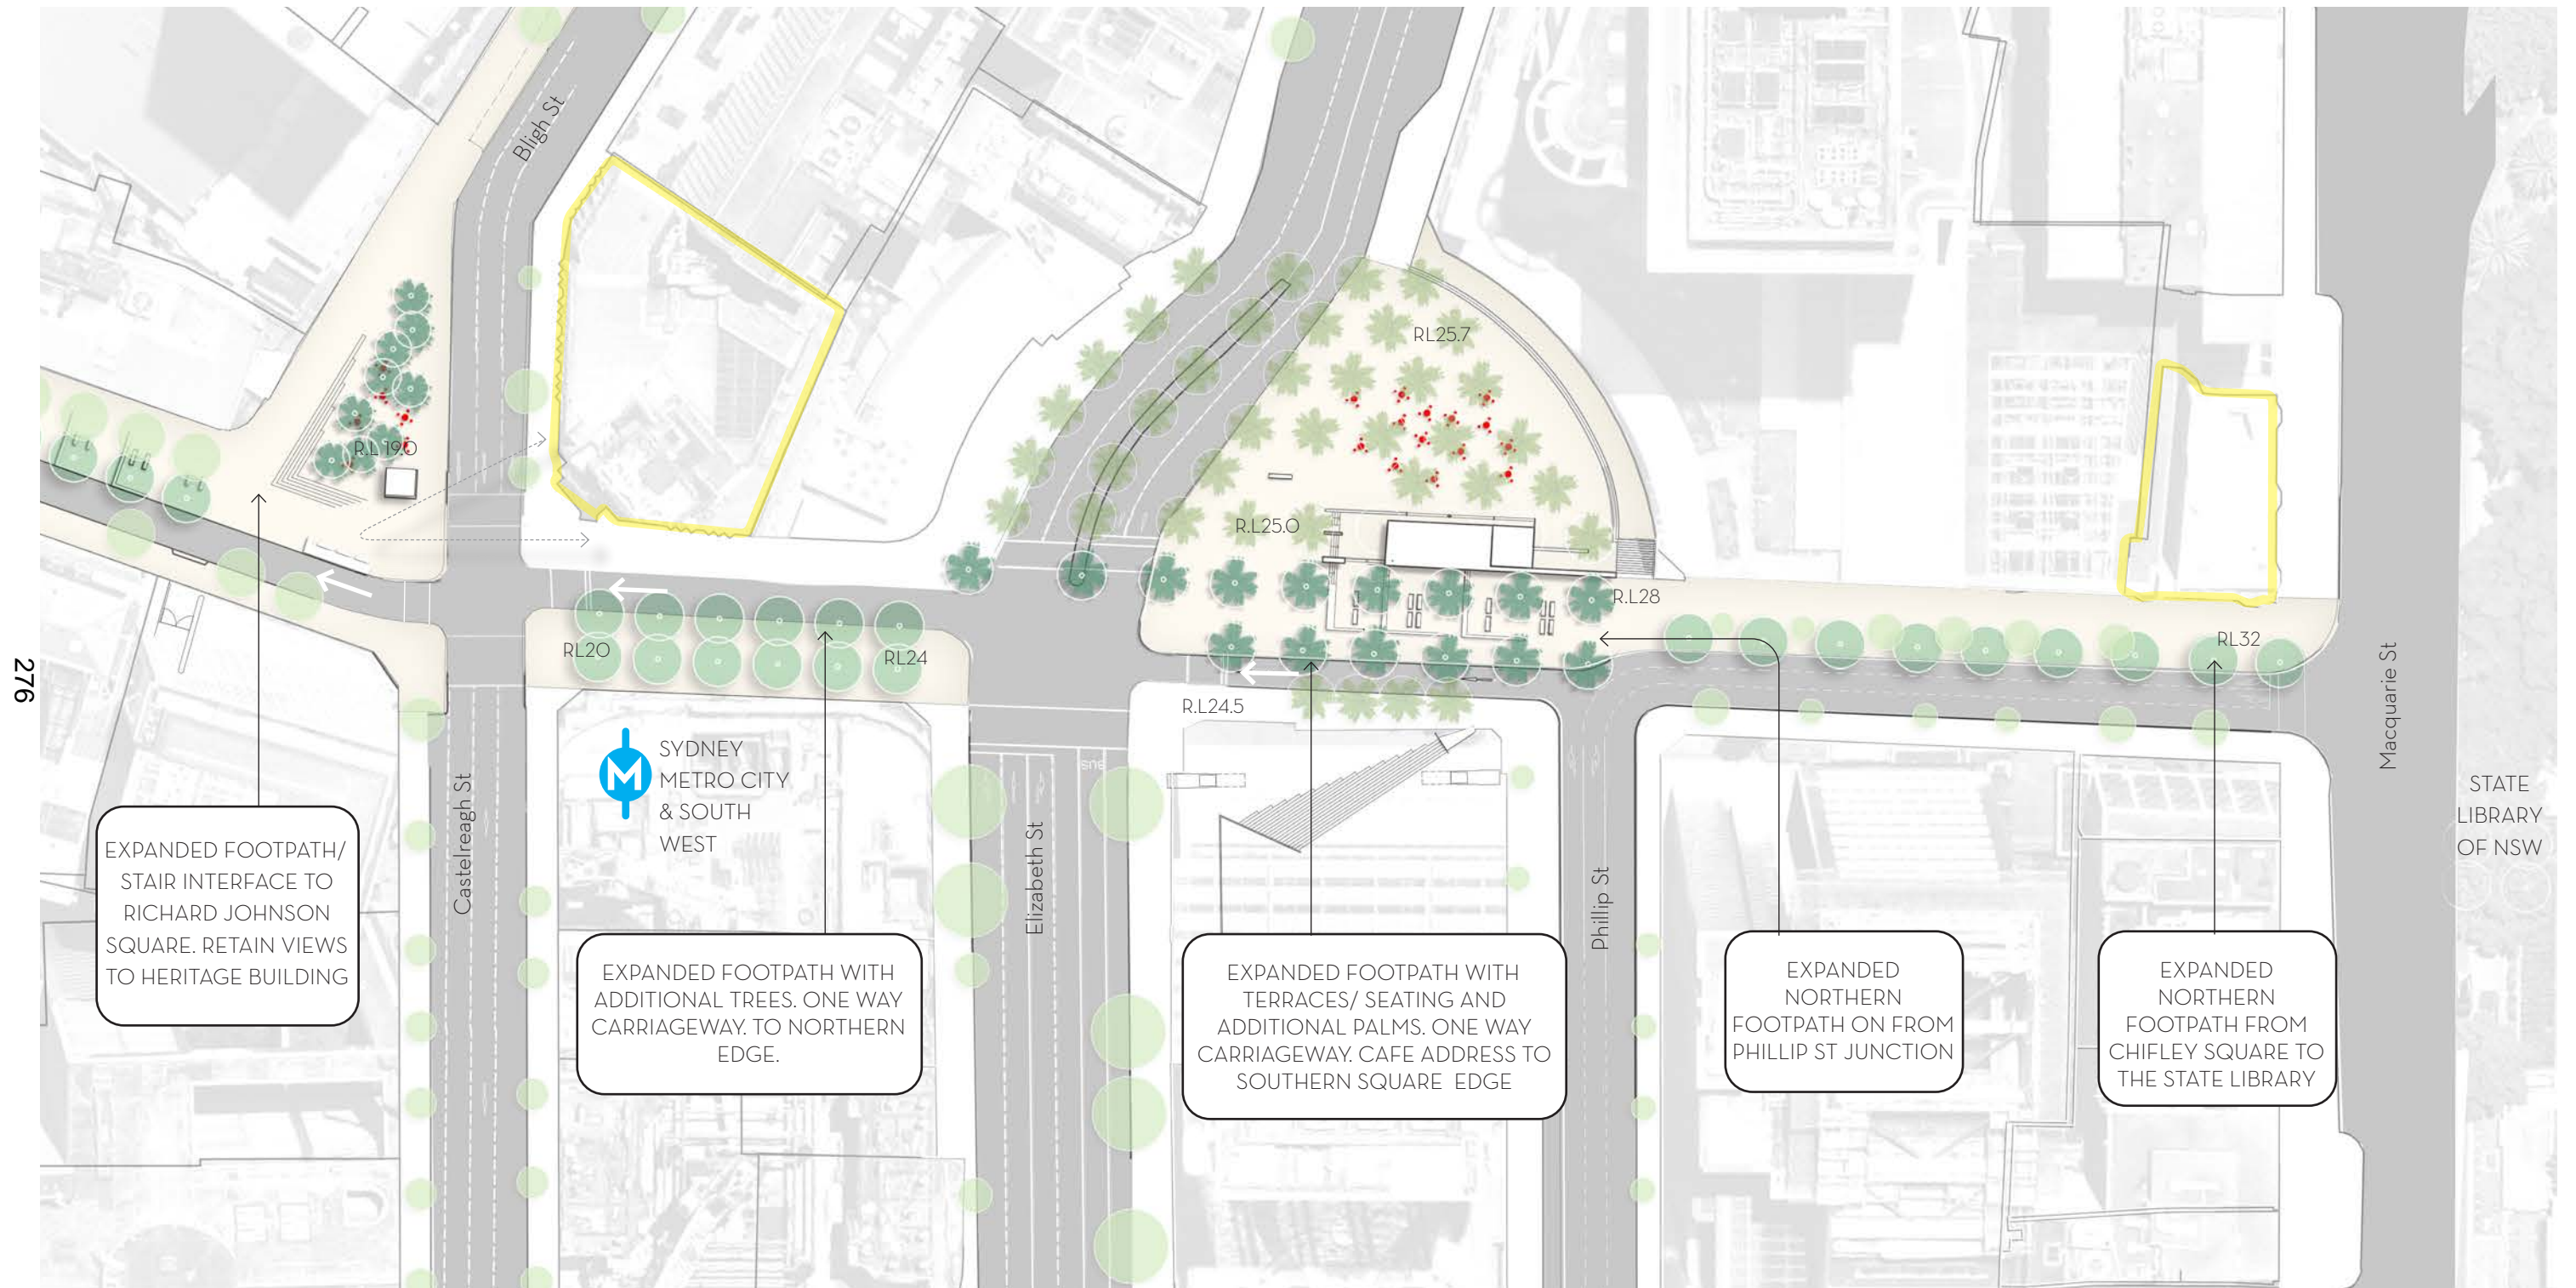 Bligh St
RL25.7
R.L 19.0
R.L25.0
R.L28
RL20
RL24
RL32
R.L24.5
BUS
276
M
SYDNEY
METRO CITY
& SOUTH
WEST
Castelreagh St
Elizabeth St
Phillip St
Macquarie St
STATE
LIBRARY
OF NSW
EXPANDED FOOTPATH/
STAIR INTERFACE TO
RICHARD JOHNSON
SQUARE. RETAIN VIEWS
TO HERITAGE BUILDING
EXPANDED FOOTPATH WITH
ADDITIONAL TREES. ONE WAY
CARRIAGEWAY. TO NORTHERN
EDGE.
EXPANDED FOOTPATH WITH
TERRACES/ SEATING AND
ADDITIONAL PALMS. ONE WAY
CARRIAGEWAY. CAFE ADDRESS TO
SOUTHERN SQUARE EDGE
EXPANDED
NORTHERN
FOOTPATH ON FROM
PHILLIP ST JUNCTION
EXPANDED
NORTHERN
FOOTPATH FROM
CHIFLEY SQUARE TO
THE STATE LIBRARY